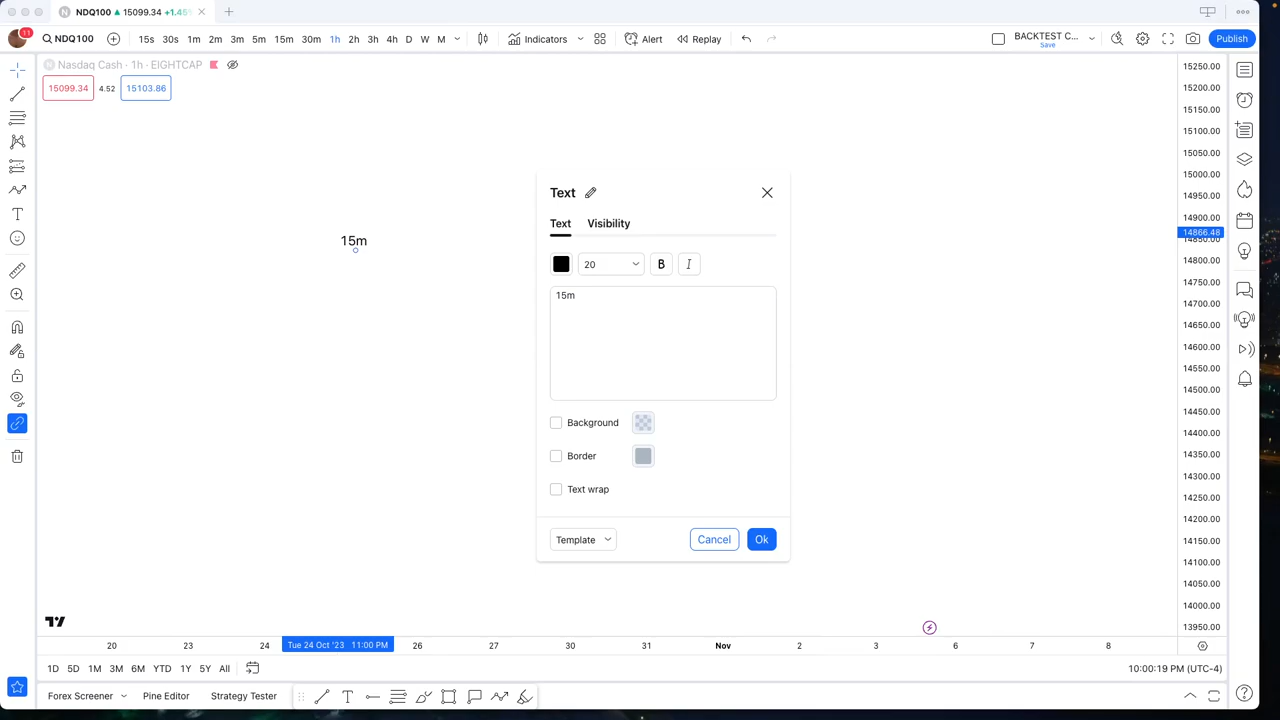 NDQ100 ▲ 15099.34 +1.45%
11
NDQ100 15s 30s 1m 2m 3m 5m 15m 30m 1h 2h 3h 4h D W M Indicators Alert Replay BACKTEST C... Save Publish
Nasdaq Cash · 1h · EIGHTCAP
15099.34 4.52 15103.86
15m
Text
Text Visibility
20 B I
15m
Background
Border
Text wrap
Template Cancel Ok
15250.00
15200.00
15150.00
15100.00
15050.00
15000.00
14950.00
14900.00
14866.48
14850.00
14800.00
14750.00
14700.00
14650.00
14600.00
14550.00
14500.00
14450.00
14400.00
14350.00
14300.00
14250.00
14200.00
14150.00
14100.00
14050.00
14000.00
13950.00
20 23 24 Tue 24 Oct '23 11:00 PM 26 27 30 31 Nov 2 3 6 7 8
1D 5D 1M 3M 6M YTD 1Y 5Y All 10:00:19 PM (UTC-4)
Forex Screener Pine Editor Strategy Tester